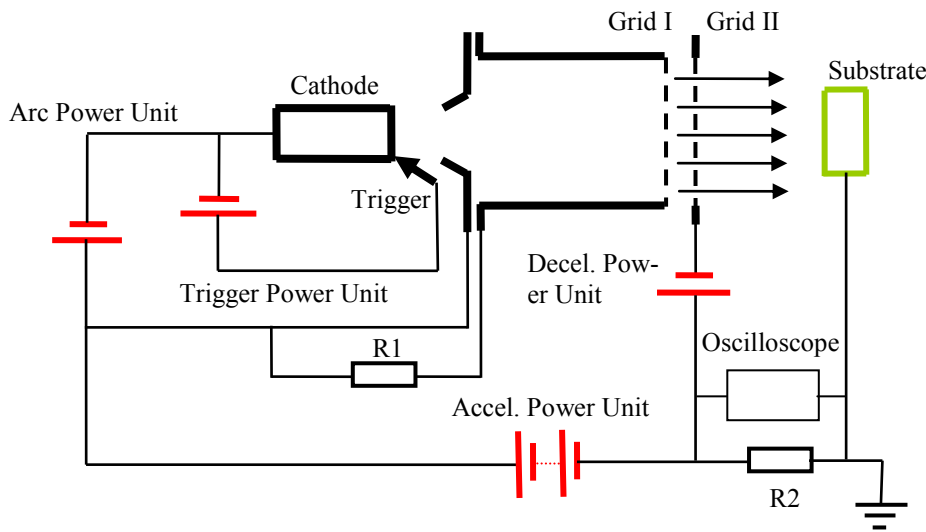 Grid I
Grid II
Substrate
Cathode
Arc Power Unit
Trigger
Decel. Pow-
er Unit
Trigger Power Unit
R1
Oscilloscope
Accel. Power Unit
R2